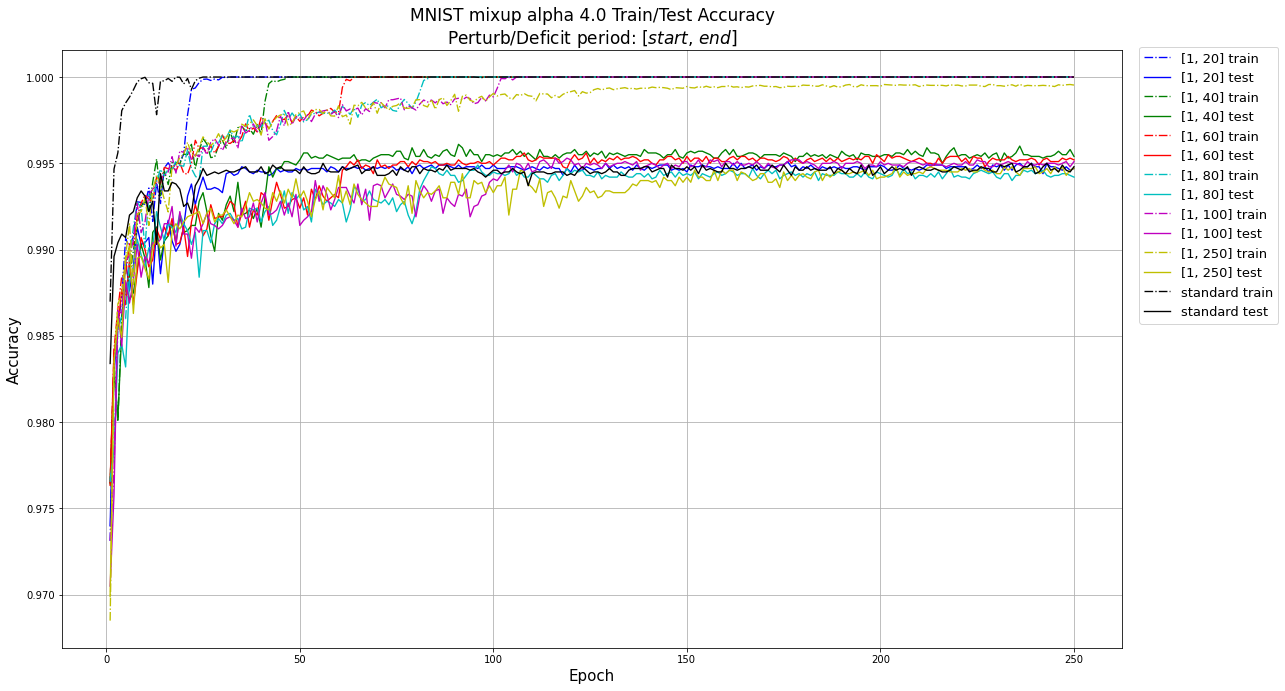 MNIST mixup alpha 4.0 Train/Test Accuracy
Perturb/Deficit period: [start, end]
1.000
0.995
0.990
0.985
0.980
0.975
0.970
Accuracy
0
50
100
150
200
250
Epoch
[1, 20] train
[1, 20] test
[1, 40] train
[1, 40] test
[1, 60] train
[1, 60] test
[1, 80] train
[1, 80] test
[1, 100] train
[1, 100] test
[1, 250] train
[1, 250] test
standard train
standard test